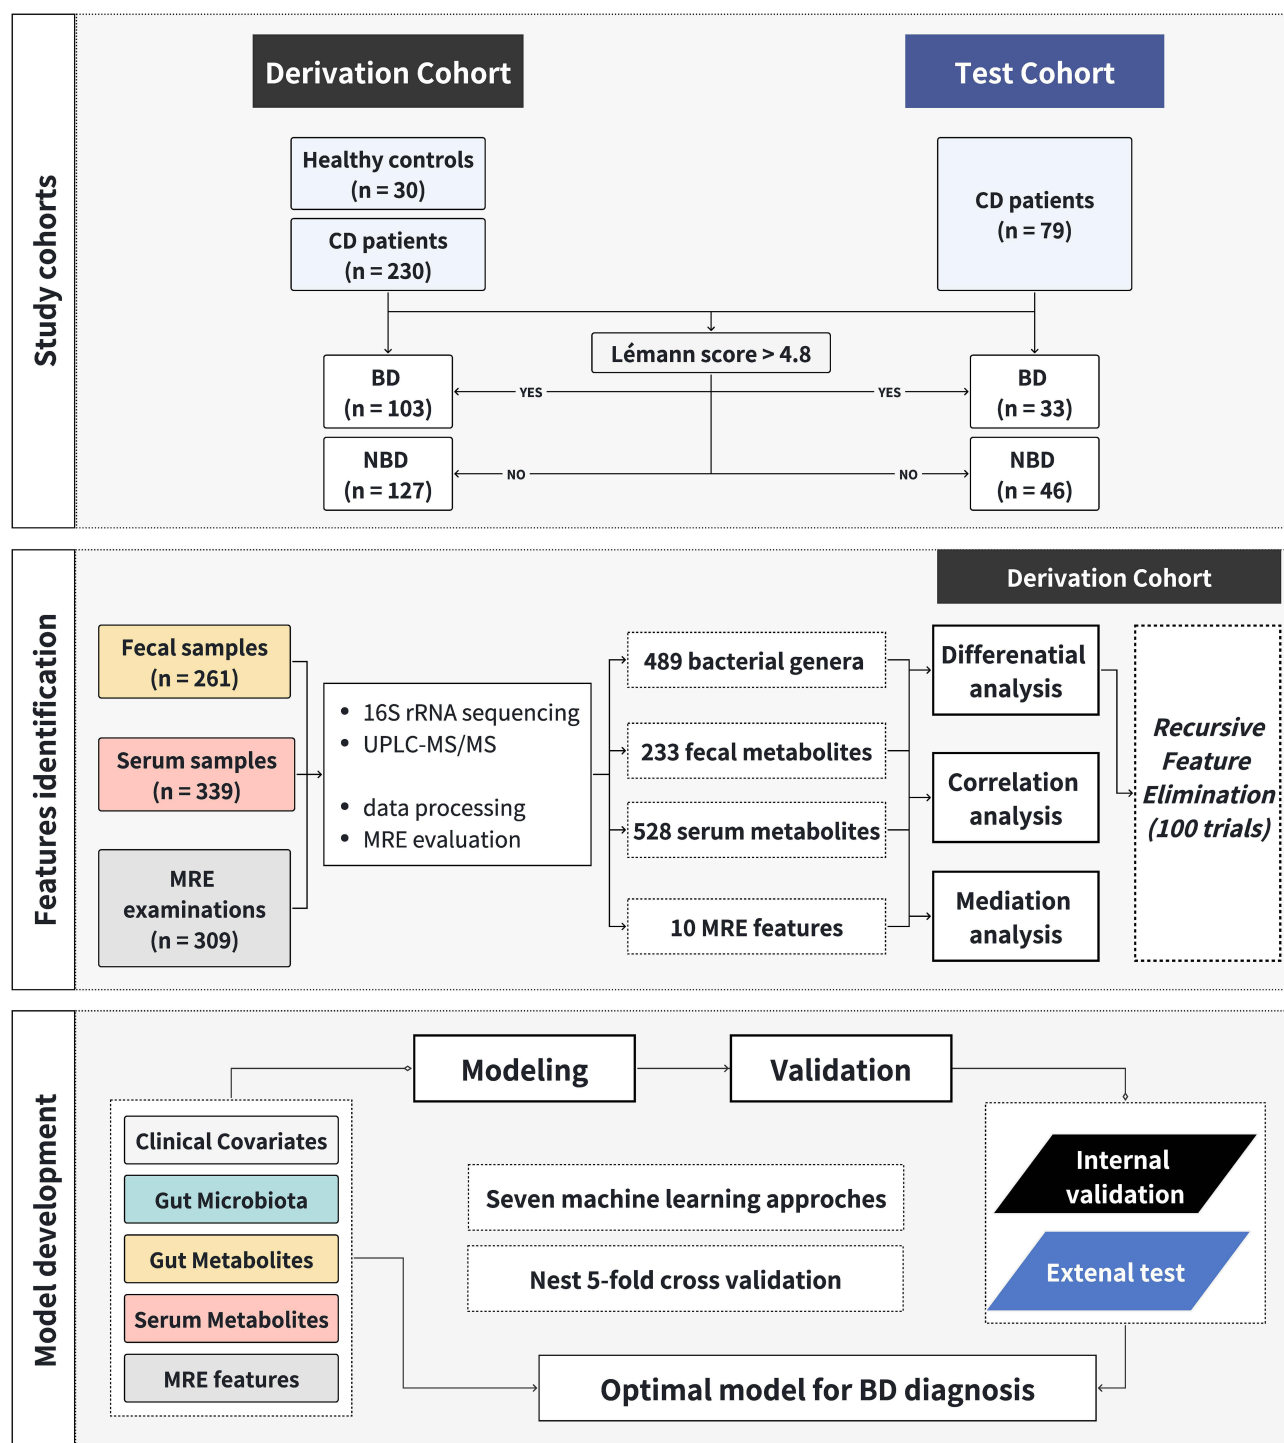 Study cohorts
Derivation Cohort
Test Cohort
Healthy controls
(n = 30)
CD patients
(n = 230)
CD patients
(n = 79)
Lémann score > 4.8
BD
(n = 103)
YES
YES
BD
(n = 33)
NBD
(n = 127)
NO
NO
NBD
(n = 46)
Features identification
Derivation Cohort
Fecal samples
(n = 261)
Serum samples
(n = 339)
MRE
examinations
(n = 309)
• 16S rRNA sequencing
• UPLC-MS/MS
• data processing
• MRE evaluation
489 bacterial genera
233 fecal metabolites
528 serum metabolites
10 MRE features
Differenatial
analysis
Correlation
analysis
Mediation
analysis
Recursive
Feature
Elimination
(100 trials)
Model development
Modeling
Validation
Clinical Covariates
Gut Microbiota
Gut Metabolites
Serum Metabolites
MRE features
Seven machine learning approches
Nest 5-fold cross validation
Internal
validation
Extenal test
Optimal model for BD diagnosis